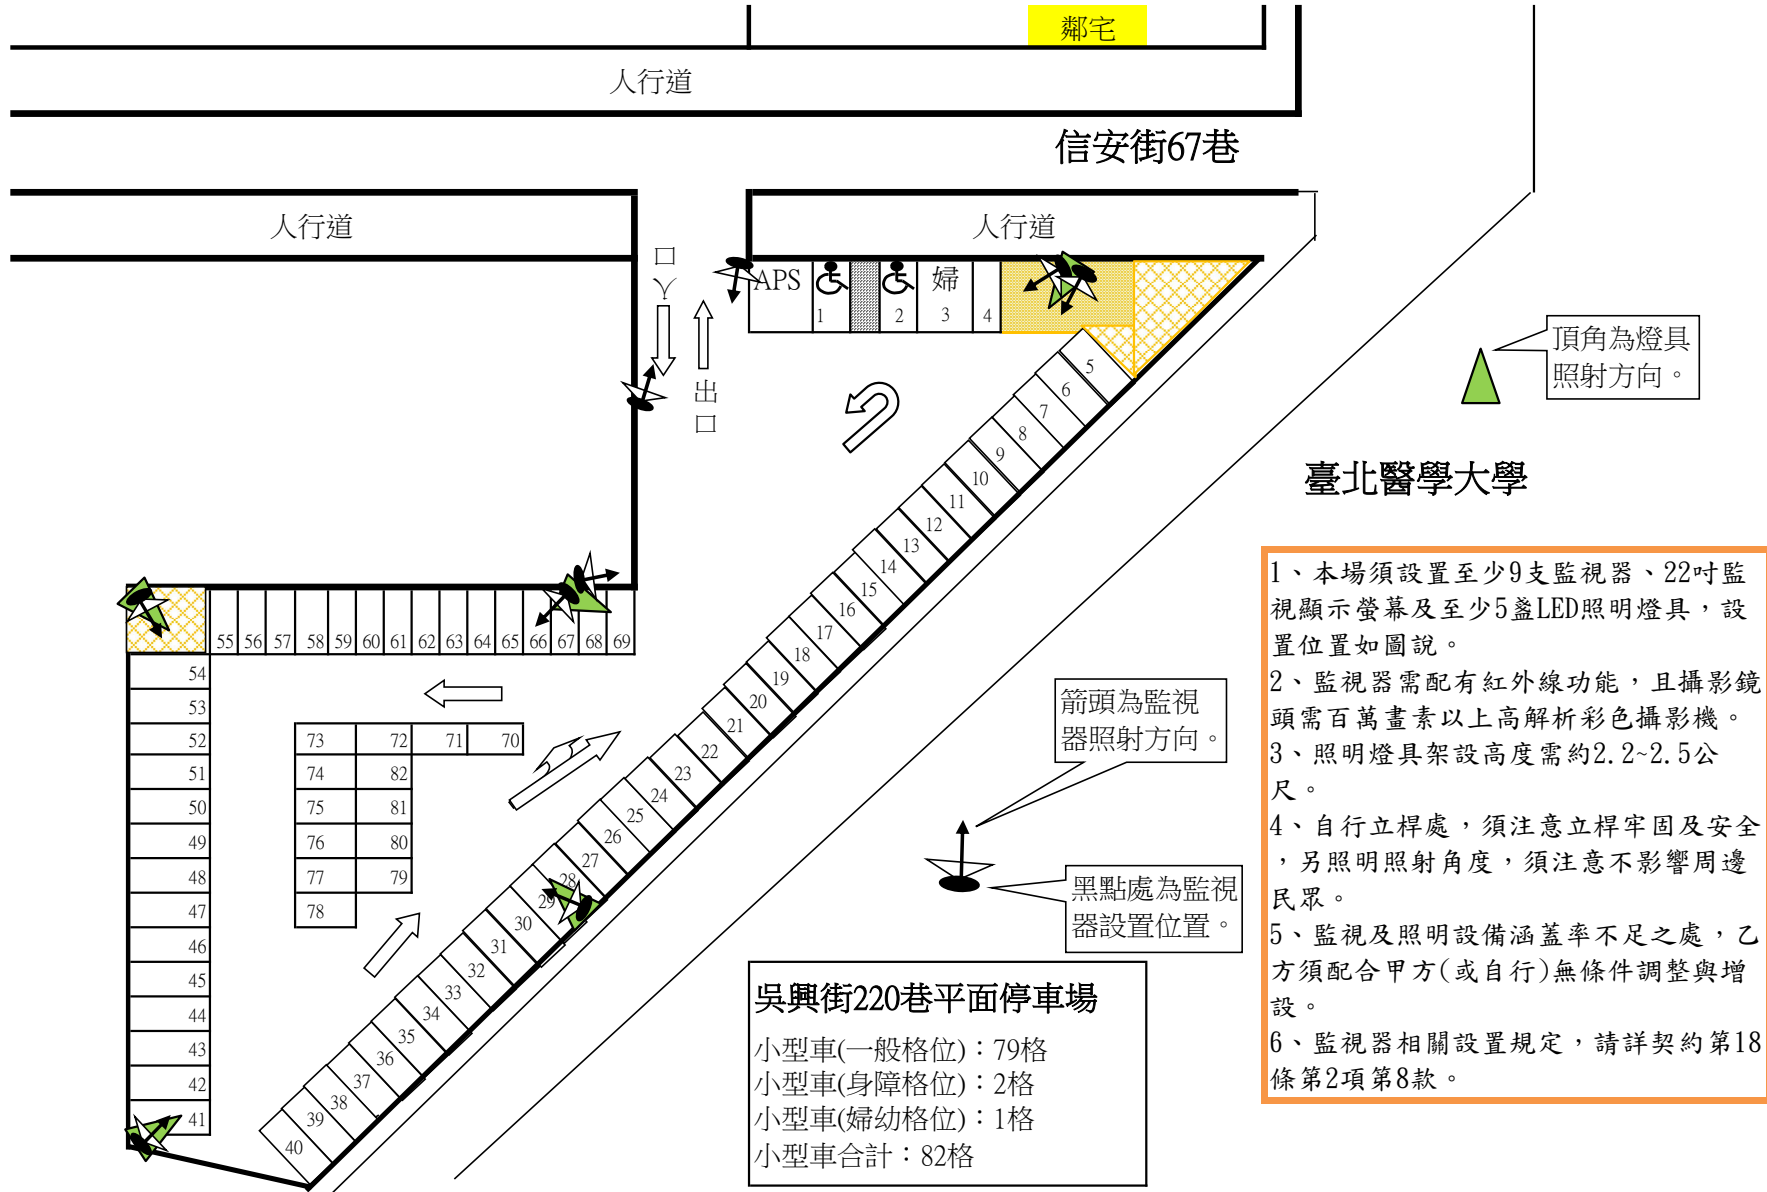 鄰宅
人行道
信安街67巷
人行道
人行道
入口
出口
APS
婦
1
2
3
4
5
6
7
8
9
10
11
12
13
14
15
16
17
18
19
20
21
22
23
24
25
26
27
28
29
30
31
32
33
34
35
36
37
38
39
40
55 56 57 58 59 60 61 62 63 64 65 66 67 68 69
54
53
52
51
50
49
48
47
46
45
44
43
42
41
73 72 71 70
74 82
75 81
76 80
77 79
78
頂角為燈具
照射方向。
臺北醫學大學
箭頭為監視
器照射方向。
黑點處為監視
器設置位置。
吳興街220巷平面停車場
小型車(一般格位)：79格
小型車(身障格位)：2格
小型車(婦幼格位)：1格
小型車合計：82格
1、本場須設置至少9支監視器、22吋監
視顯示螢幕及至少5盞LED照明燈具，設
置位置如圖說。
2、監視器需配有紅外線功能，且攝影鏡
頭需百萬畫素以上高解析彩色攝影機。
3、照明燈具架設高度需約2.2~2.5公
尺。
4、自行立桿處，須注意立桿牢固及安全
，另照明照射角度，須注意不影響周邊
民眾。
5、監視及照明設備涵蓋率不足之處，乙
方須配合甲方(或自行)無條件調整與增
設。
6、監視器相關設置規定，請詳契約第18
條第2項第8款。